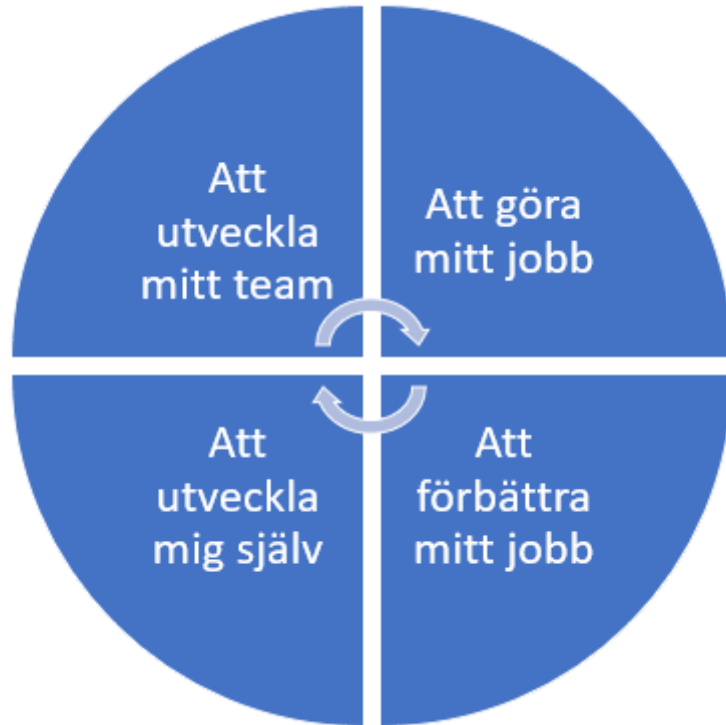 Att
utveckla
mitt team
Att göra
mitt jobb
Att
utveckla
mig själv
Att
förbättra
mitt jobb